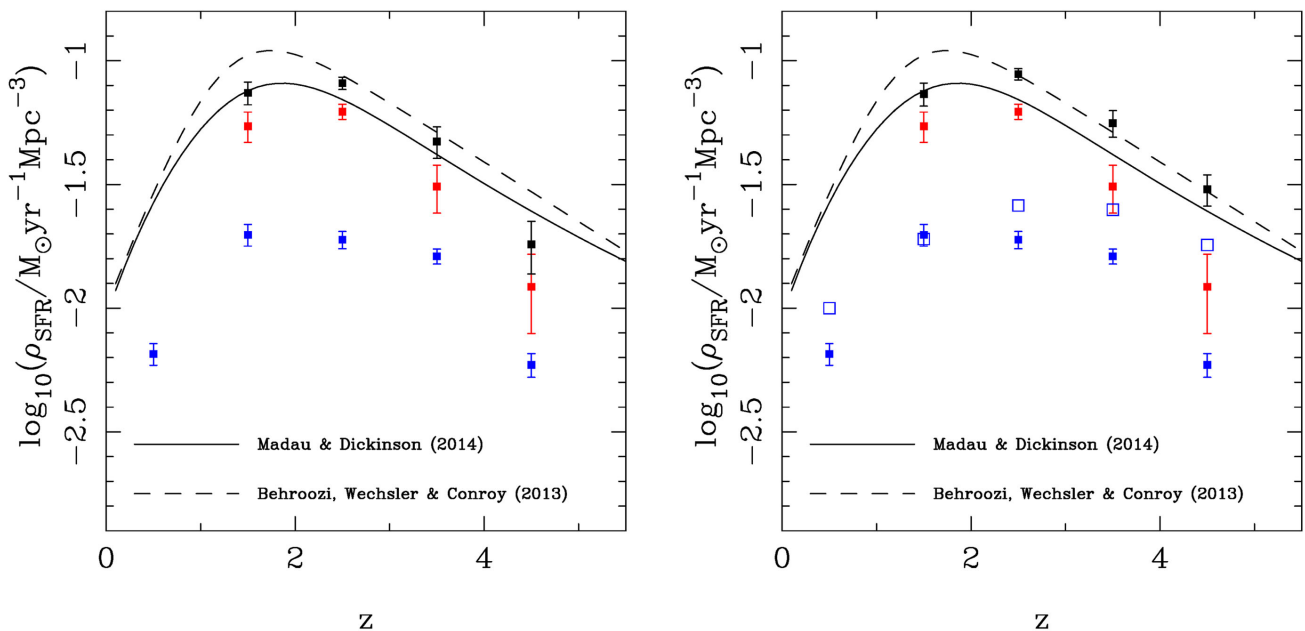 log₁₀(ρSFR/M⊙yr⁻¹Mpc⁻³)
−1
−1.5
−2
−2.5
Madau & Dickinson (2014)
Behroozi, Wechsler & Conroy (2013)
0 2 4
z
log₁₀(ρSFR/M⊙yr⁻¹Mpc⁻³)
−1
−1.5
−2
−2.5
Madau & Dickinson (2014)
Behroozi, Wechsler & Conroy (2013)
0 2 4
z